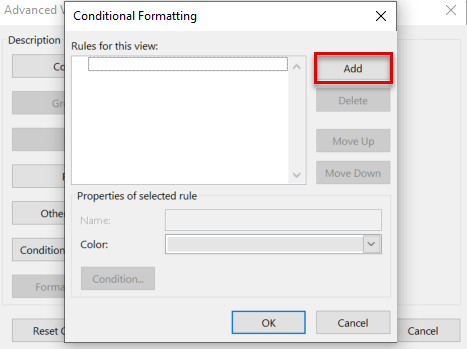 Advanced V
Conditional Formatting
Description
Rules for this view:
Co
Add
Gr
Delete
Move Up
F
Move Down
Properties of selected rule
Other
Name:
Condition
Color:
Forma
Condition...
Reset C
OK
Cancel
Cancel